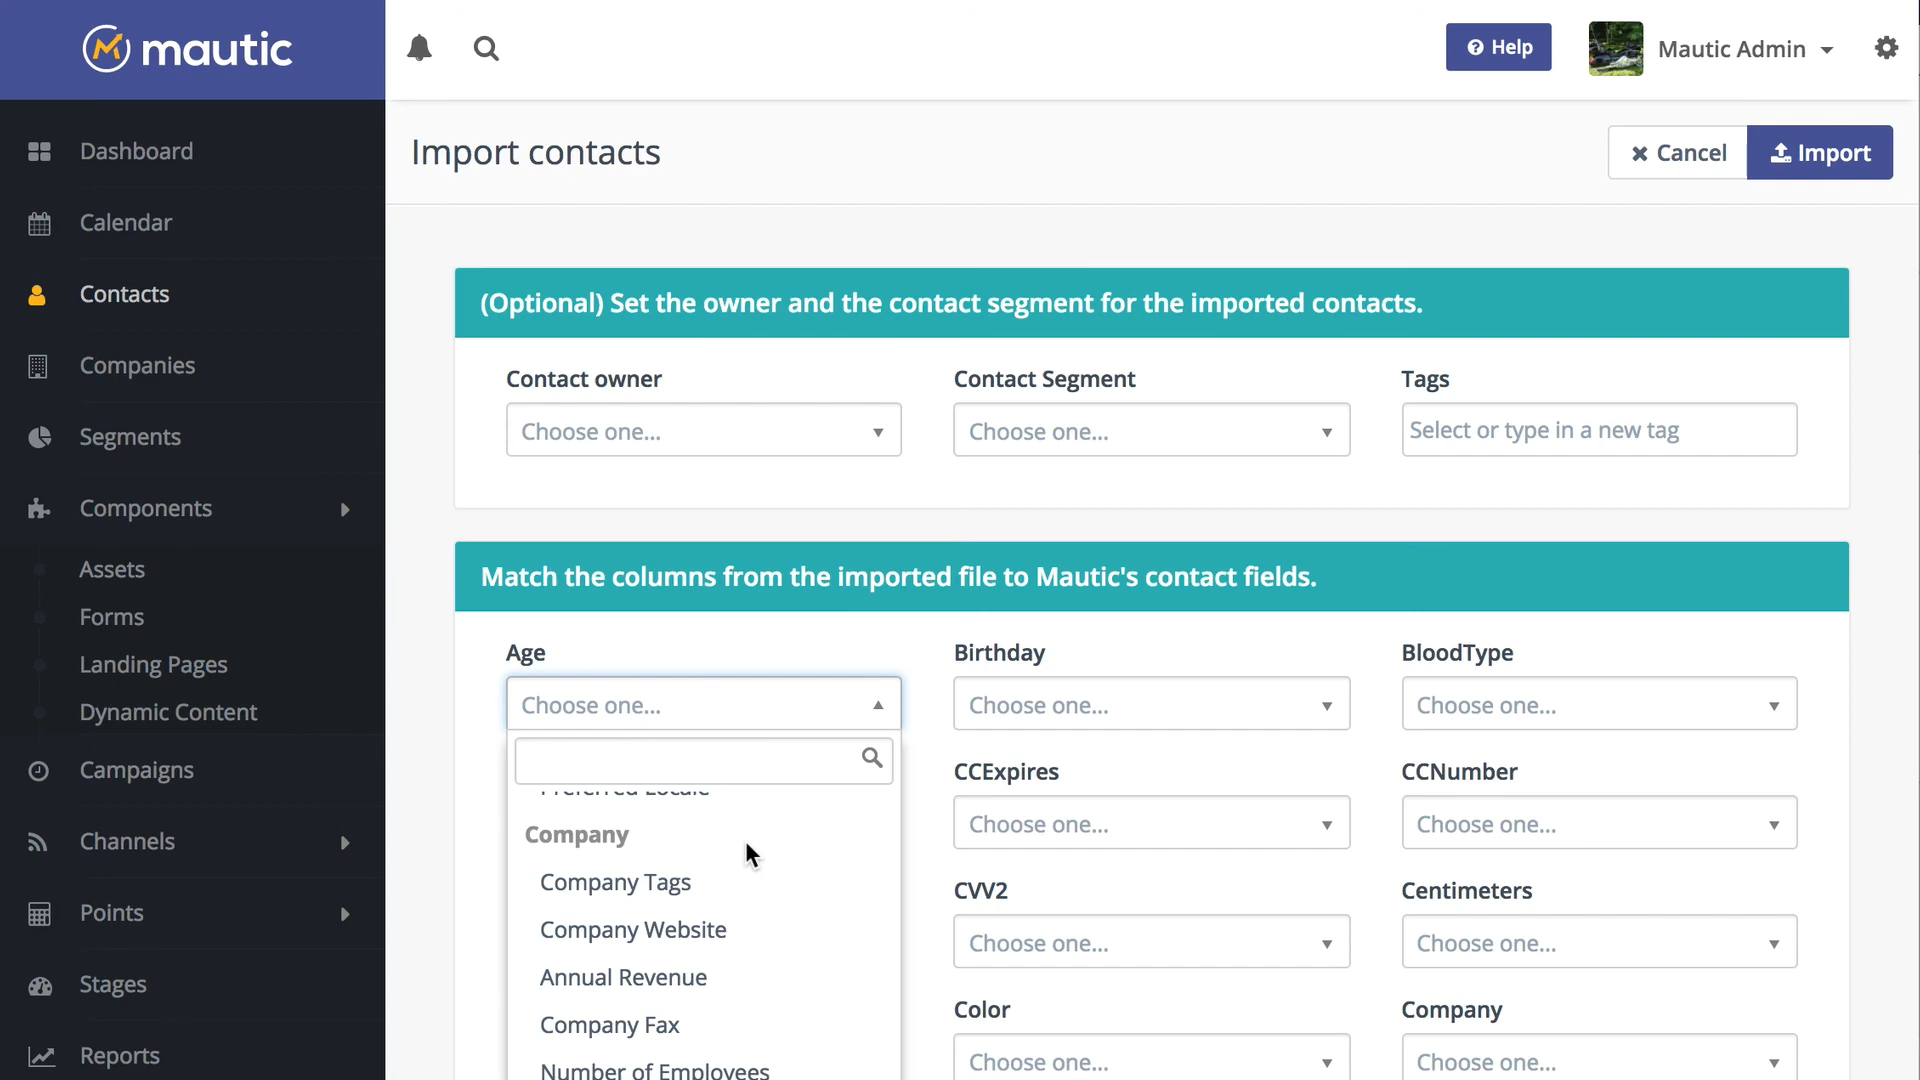 mautic
Help
Mautic Admin
Dashboard
Calendar
Contacts
Companies
Segments
Components
Assets
Forms
Landing Pages
Dynamic Content
Campaigns
Channels
Points
Stages
Reports
Import contacts
Cancel
Import
(Optional) Set the owner and the contact segment for the imported contacts.
Contact owner
Contact Segment
Tags
Choose one...
Choose one...
Select or type in a new tag
Match the columns from the imported file to Mautic's contact fields.
Age
Birthday
BloodType
Choose one...
Choose one...
Choose one...
Preferred Locale
Company
Company Tags
Company Website
Annual Revenue
Company Fax
Number of Employees
CCExpires
CCNumber
Choose one...
Choose one...
CVV2
Centimeters
Choose one...
Choose one...
Color
Company
Choose one...
Choose one...